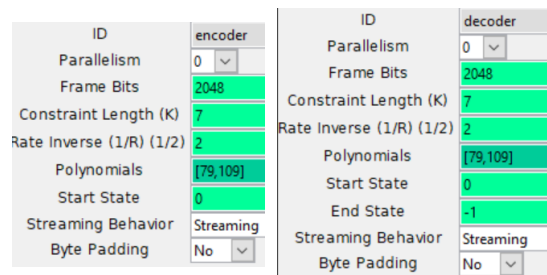 ID encoder
Parallelism 0
Frame Bits 2048
Constraint Length (K) 7
Rate Inverse (1/R) (1/2) 2
Polynomials [79,109]
Start State 0
Streaming Behavior Streaming
Byte Padding No
ID decoder
Parallelism 0
Frame Bits 2048
Constraint Length (K) 7
Rate Inverse (1/R) (1/2) 2
Polynomials [79,109]
Start State 0
End State -1
Streaming Behavior Streaming
Byte Padding No